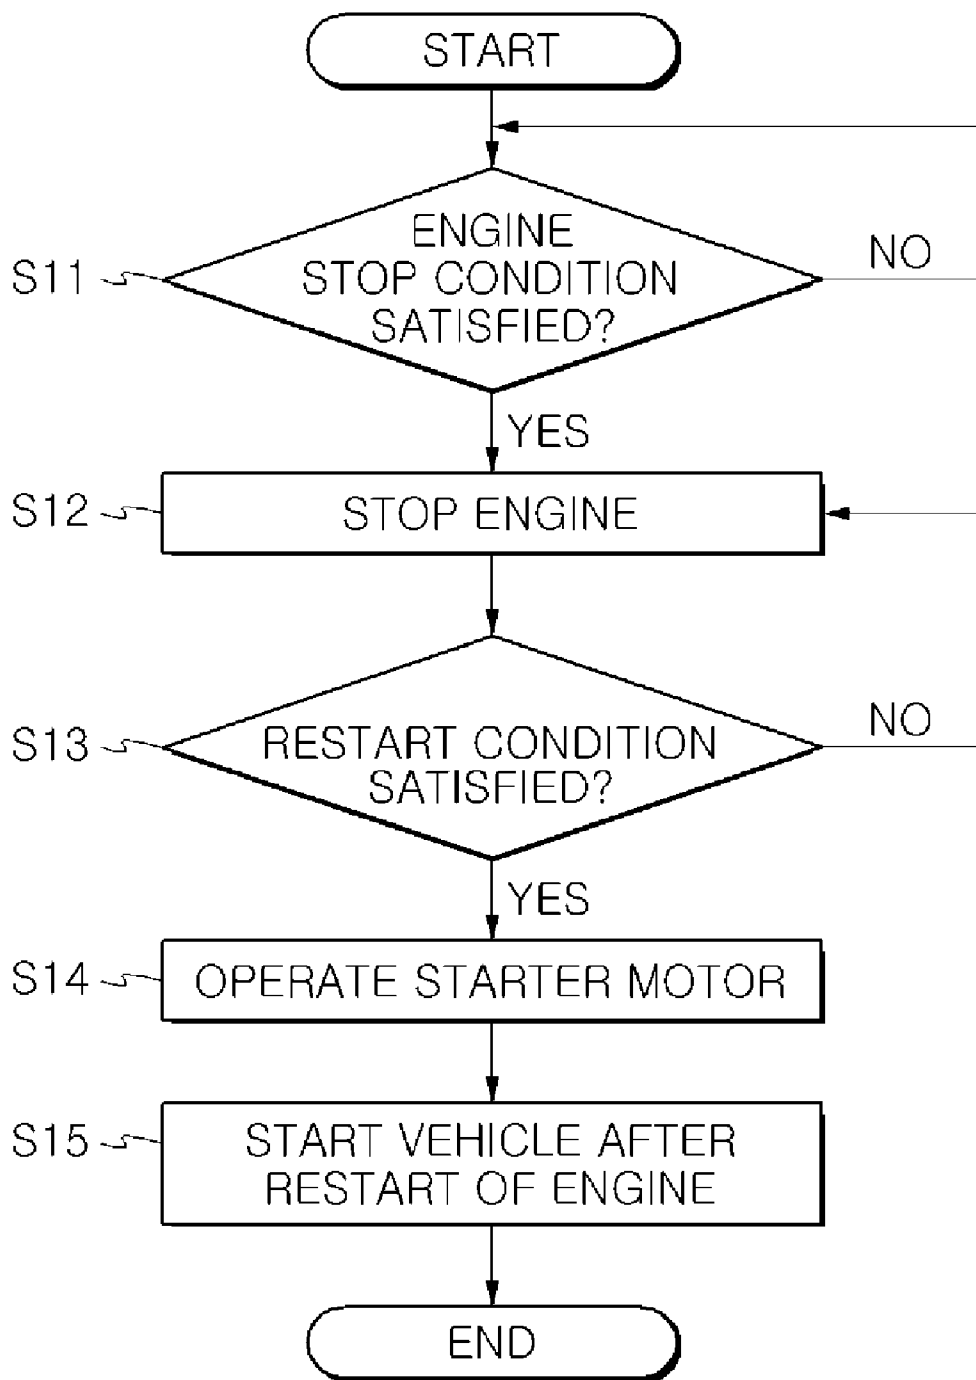 START
ENGINE
STOP CONDITION
SATISFIED?
S11
NO
YES
S12
STOP ENGINE
S13
RESTART CONDITION
SATISFIED?
NO
YES
S14
OPERATE STARTER MOTOR
S15
START VEHICLE AFTER
RESTART OF ENGINE
END